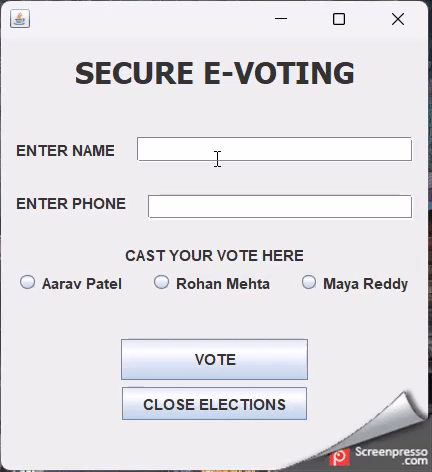 SECURE E-VOTING
ENTER NAME
ENTER PHONE
CAST YOUR VOTE HERE
Aarav Patel Rohan Mehta Maya Reddy
VOTE
CLOSE ELECTIONS
Screenpresso
.com